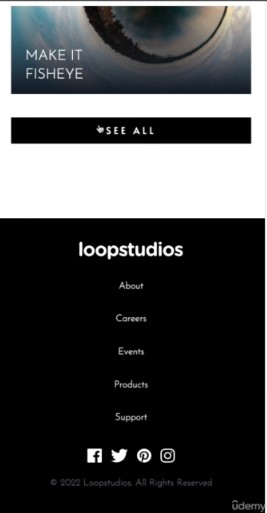 MAKE IT
FISHEYE
SEE ALL
loopstudios
About
Careers
Events
Products
Support
© 2022 Loopstudios. All Rights Reserved
ûdemy